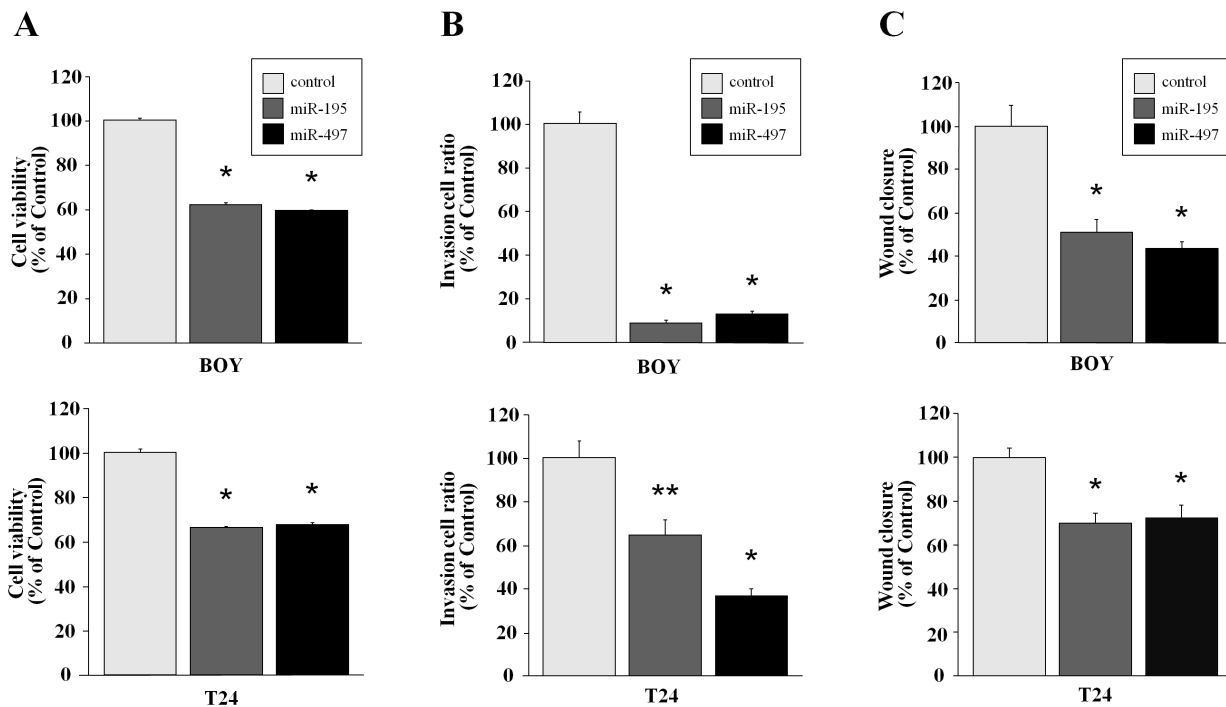 A
Cell viability
(% of Control)
120
100
80
60
40
20
0
control
miR-195
miR-497
*
*
BOY
B
Invasion cell ratio
(% of Control)
120
100
80
60
40
20
0
control
miR-195
miR-497
*
*
BOY
C
Wound closure
(% of Control)
120
100
80
60
40
20
0
control
miR-195
miR-497
*
*
BOY
Cell viability
(% of Control)
120
100
80
60
40
20
0
*
*
T24
Invasion cell ratio
(% of Control)
120
100
80
60
40
20
0
**
*
T24
Wound closure
(% of Control)
120
100
80
60
40
20
0
*
*
T24